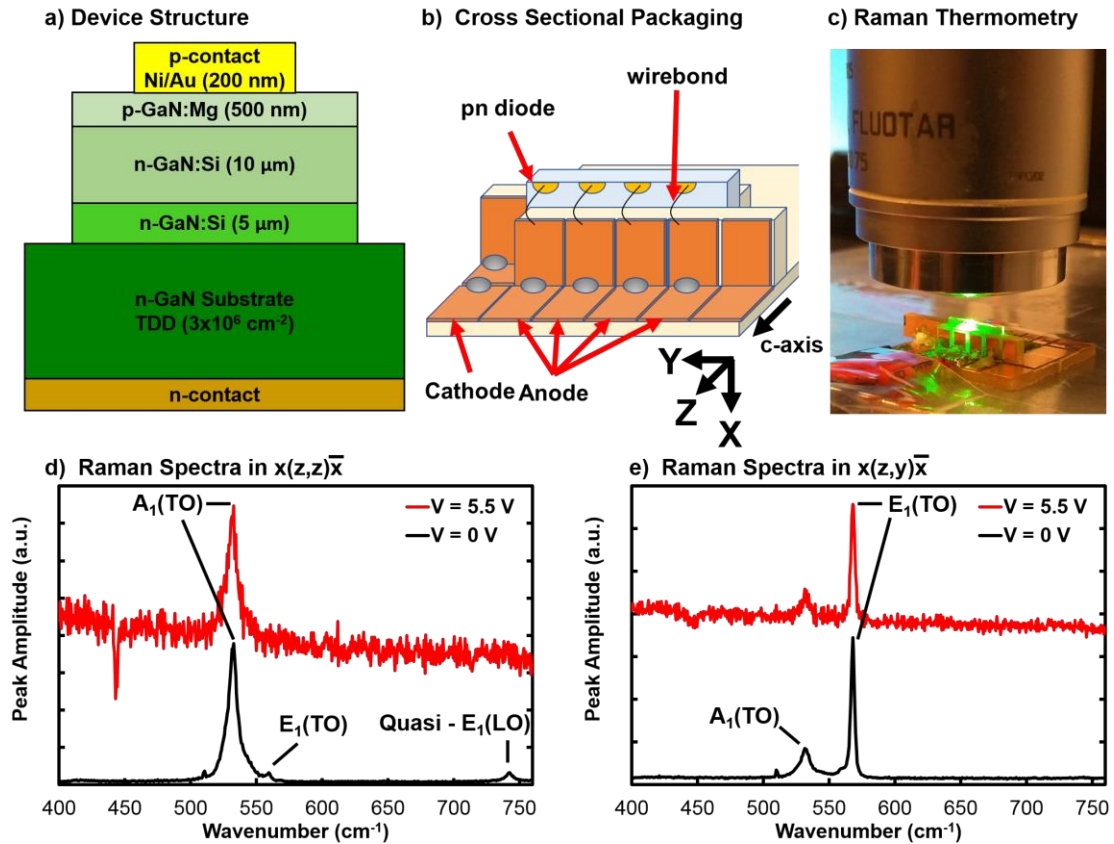 a) Device Structure
p-contact
Ni/Au (200 nm)
p-GaN:Mg (500 nm)
n-GaN:Si (10 µm)
n-GaN:Si (5 µm)
n-GaN Substrate
TDD (3x10⁶ cm⁻²)
n-contact
b) Cross Sectional Packaging
wirebond
pn diode
c-axis
Cathode Anode
Y
Z
X
c) Raman Thermometry
FLUOTAR
75
d) Raman Spectra in x(z,z)x̅
A₁(TO)
V = 5.5 V
V = 0 V
E₁(TO)
Quasi - E₁(LO)
Peak Amplitude (a.u.)
400 450 500 550 600 650 700 750
Wavenumber (cm⁻¹)
e) Raman Spectra in x(z,y)x̅
E₁(TO)
V = 5.5 V
V = 0 V
A₁(TO)
Peak Amplitude (a.u.)
400 450 500 550 600 650 700 750
Wavenumber (cm⁻¹)